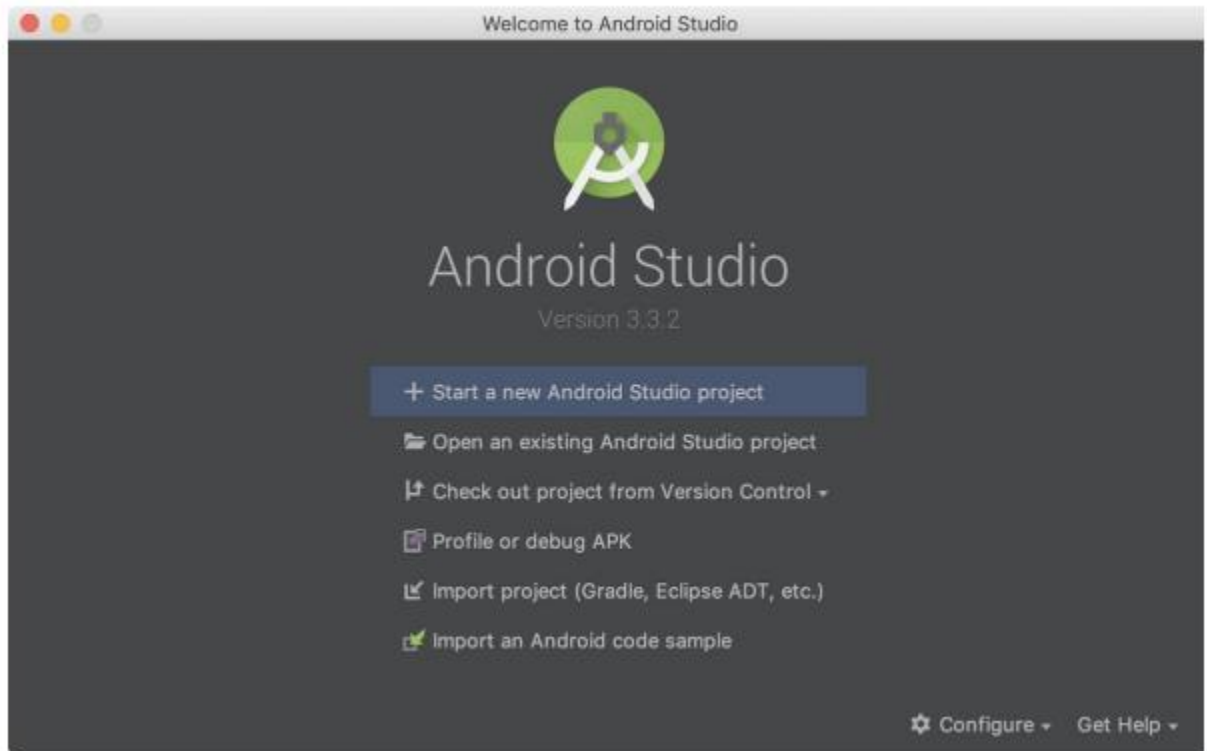 Welcome to Android Studio
Android Studio
Version 3.3.2
Start a new Android Studio project
Open an existing Android Studio project
Check out project from Version Control
Profile or debug APK
Import project (Gradle, Eclipse ADT, etc.)
Import an Android code sample
Configure Get Help